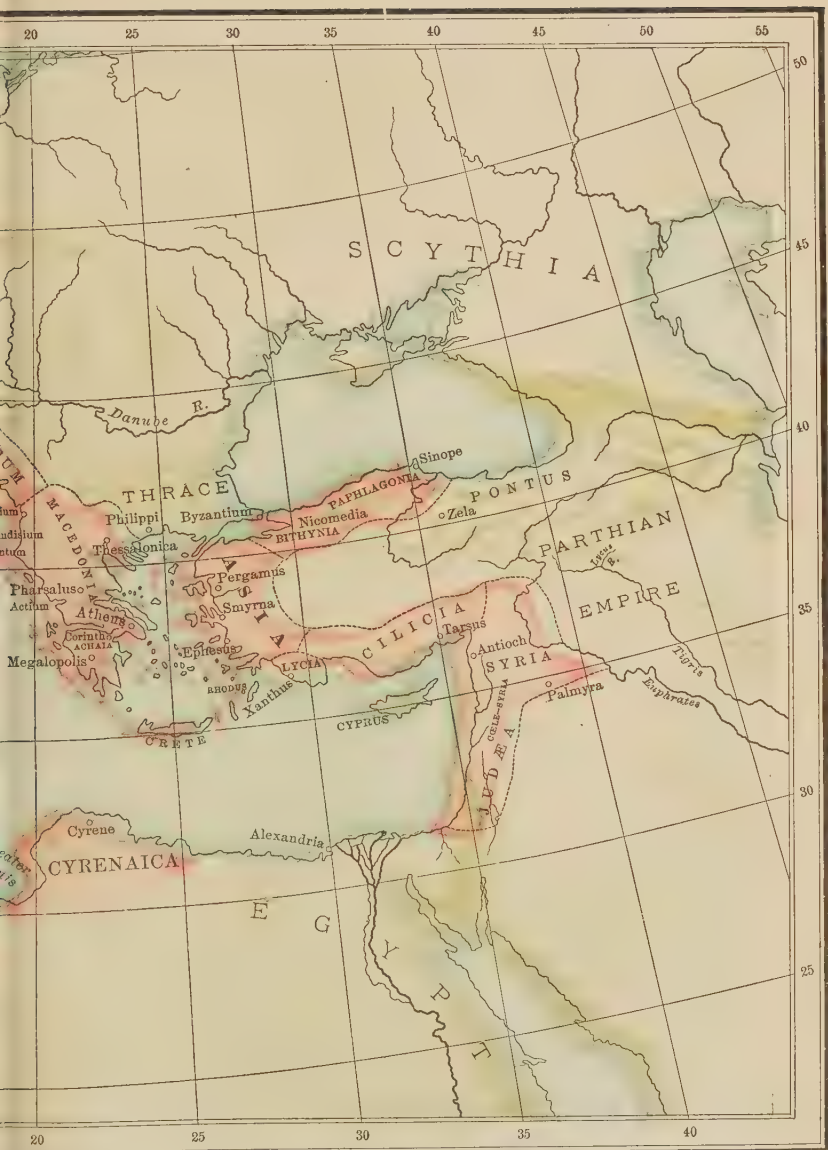 20 25 30 35 40 45 50 55
50
SCYTHIA
45
Danube R.
40
Sinope
PAPHLAGONIA
PONTUS
THRACE
Philippi
Byzantium
Nicomedia
BITHYNIA
Zela
MACEDONIA
Thessalonica
PARTHIAN
Lycus R.
EMPIRE
35
ASIA
Pergamus
Pharsalus
Actium
Athens
Smyrna
CILICIA
Tarsus
Corinth
ACHAIA
Antioch
SYRIA
Megalopolis
Ephesus
LYCIA
Tigris
RHODUS
Xanthus
Palmyra
Euphrates
CŒLE-SYRIA
CYPRUS
CRETE
JUDÆA
30
Cyrene
Alexandria
CYRENAICA
EGYPT
25
20 25 30 35 40